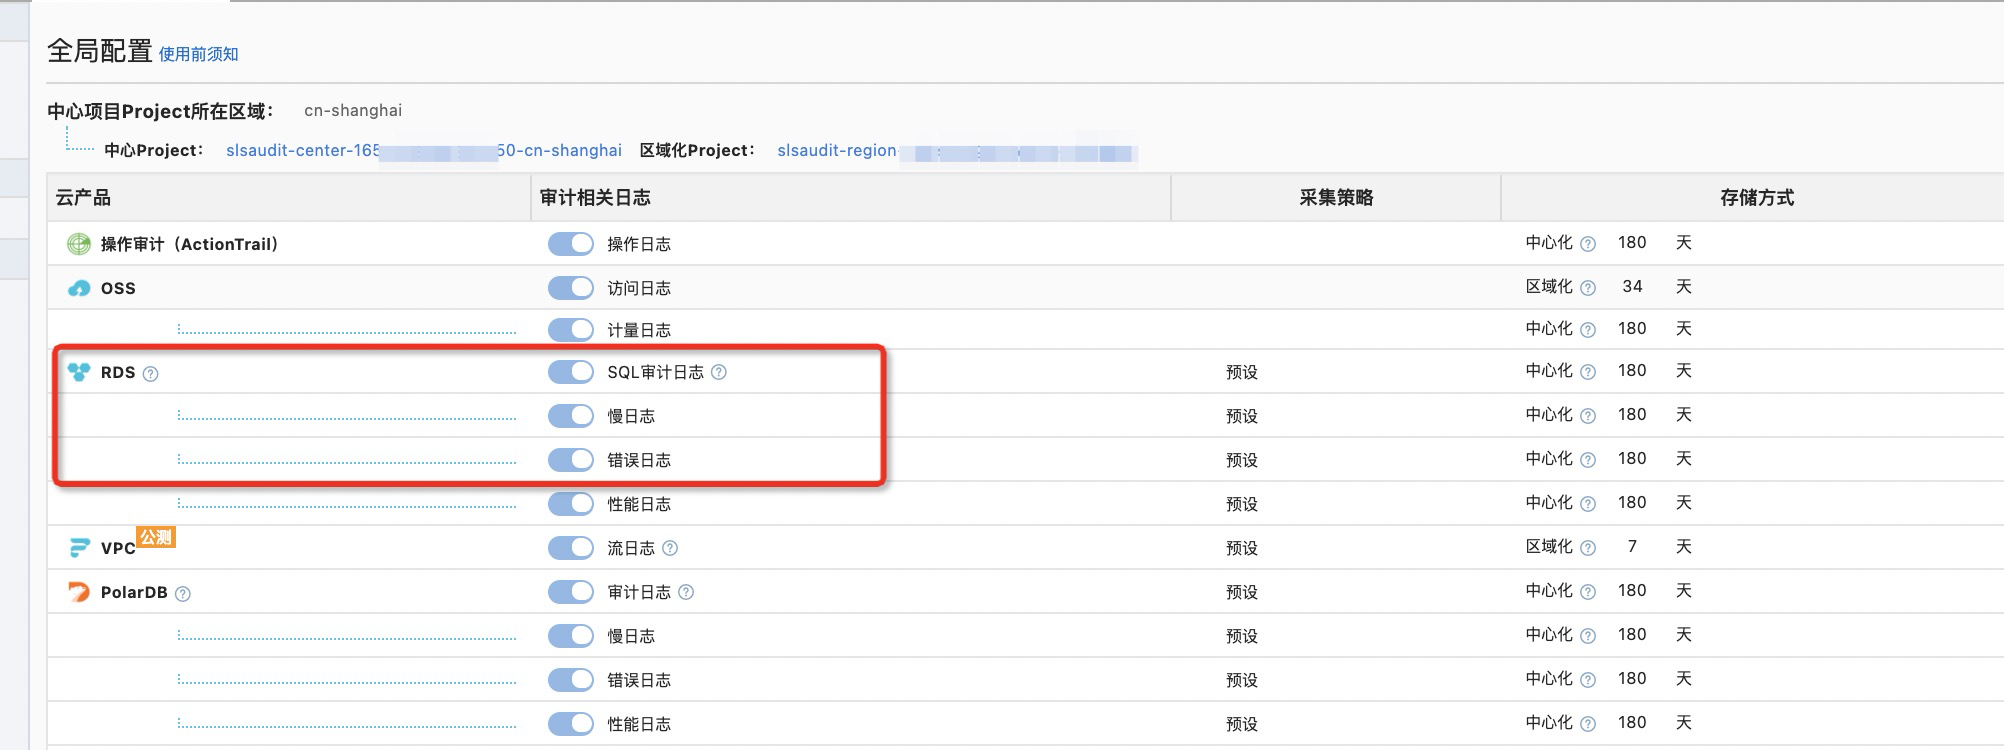 全局配置 使用前须知
中心项目Project所在区域： cn-shanghai
中心Project： slsaudit-center-165 50-cn-shanghai 区域化Project： slsaudit-region-
云产品 审计相关日志 采集策略 存储方式
操作审计（ActionTrail） 操作日志 中心化 180 天
OSS 访问日志 区域化 34 天
计量日志 中心化 180 天
RDS SQL审计日志 预设 中心化 180 天
慢日志 预设 中心化 180 天
错误日志 预设 中心化 180 天
性能日志 预设 中心化 180 天
VPC 公测 流日志 预设 区域化 7 天
PolarDB 审计日志 预设 中心化 180 天
慢日志 预设 中心化 180 天
错误日志 预设 中心化 180 天
性能日志 预设 中心化 180 天